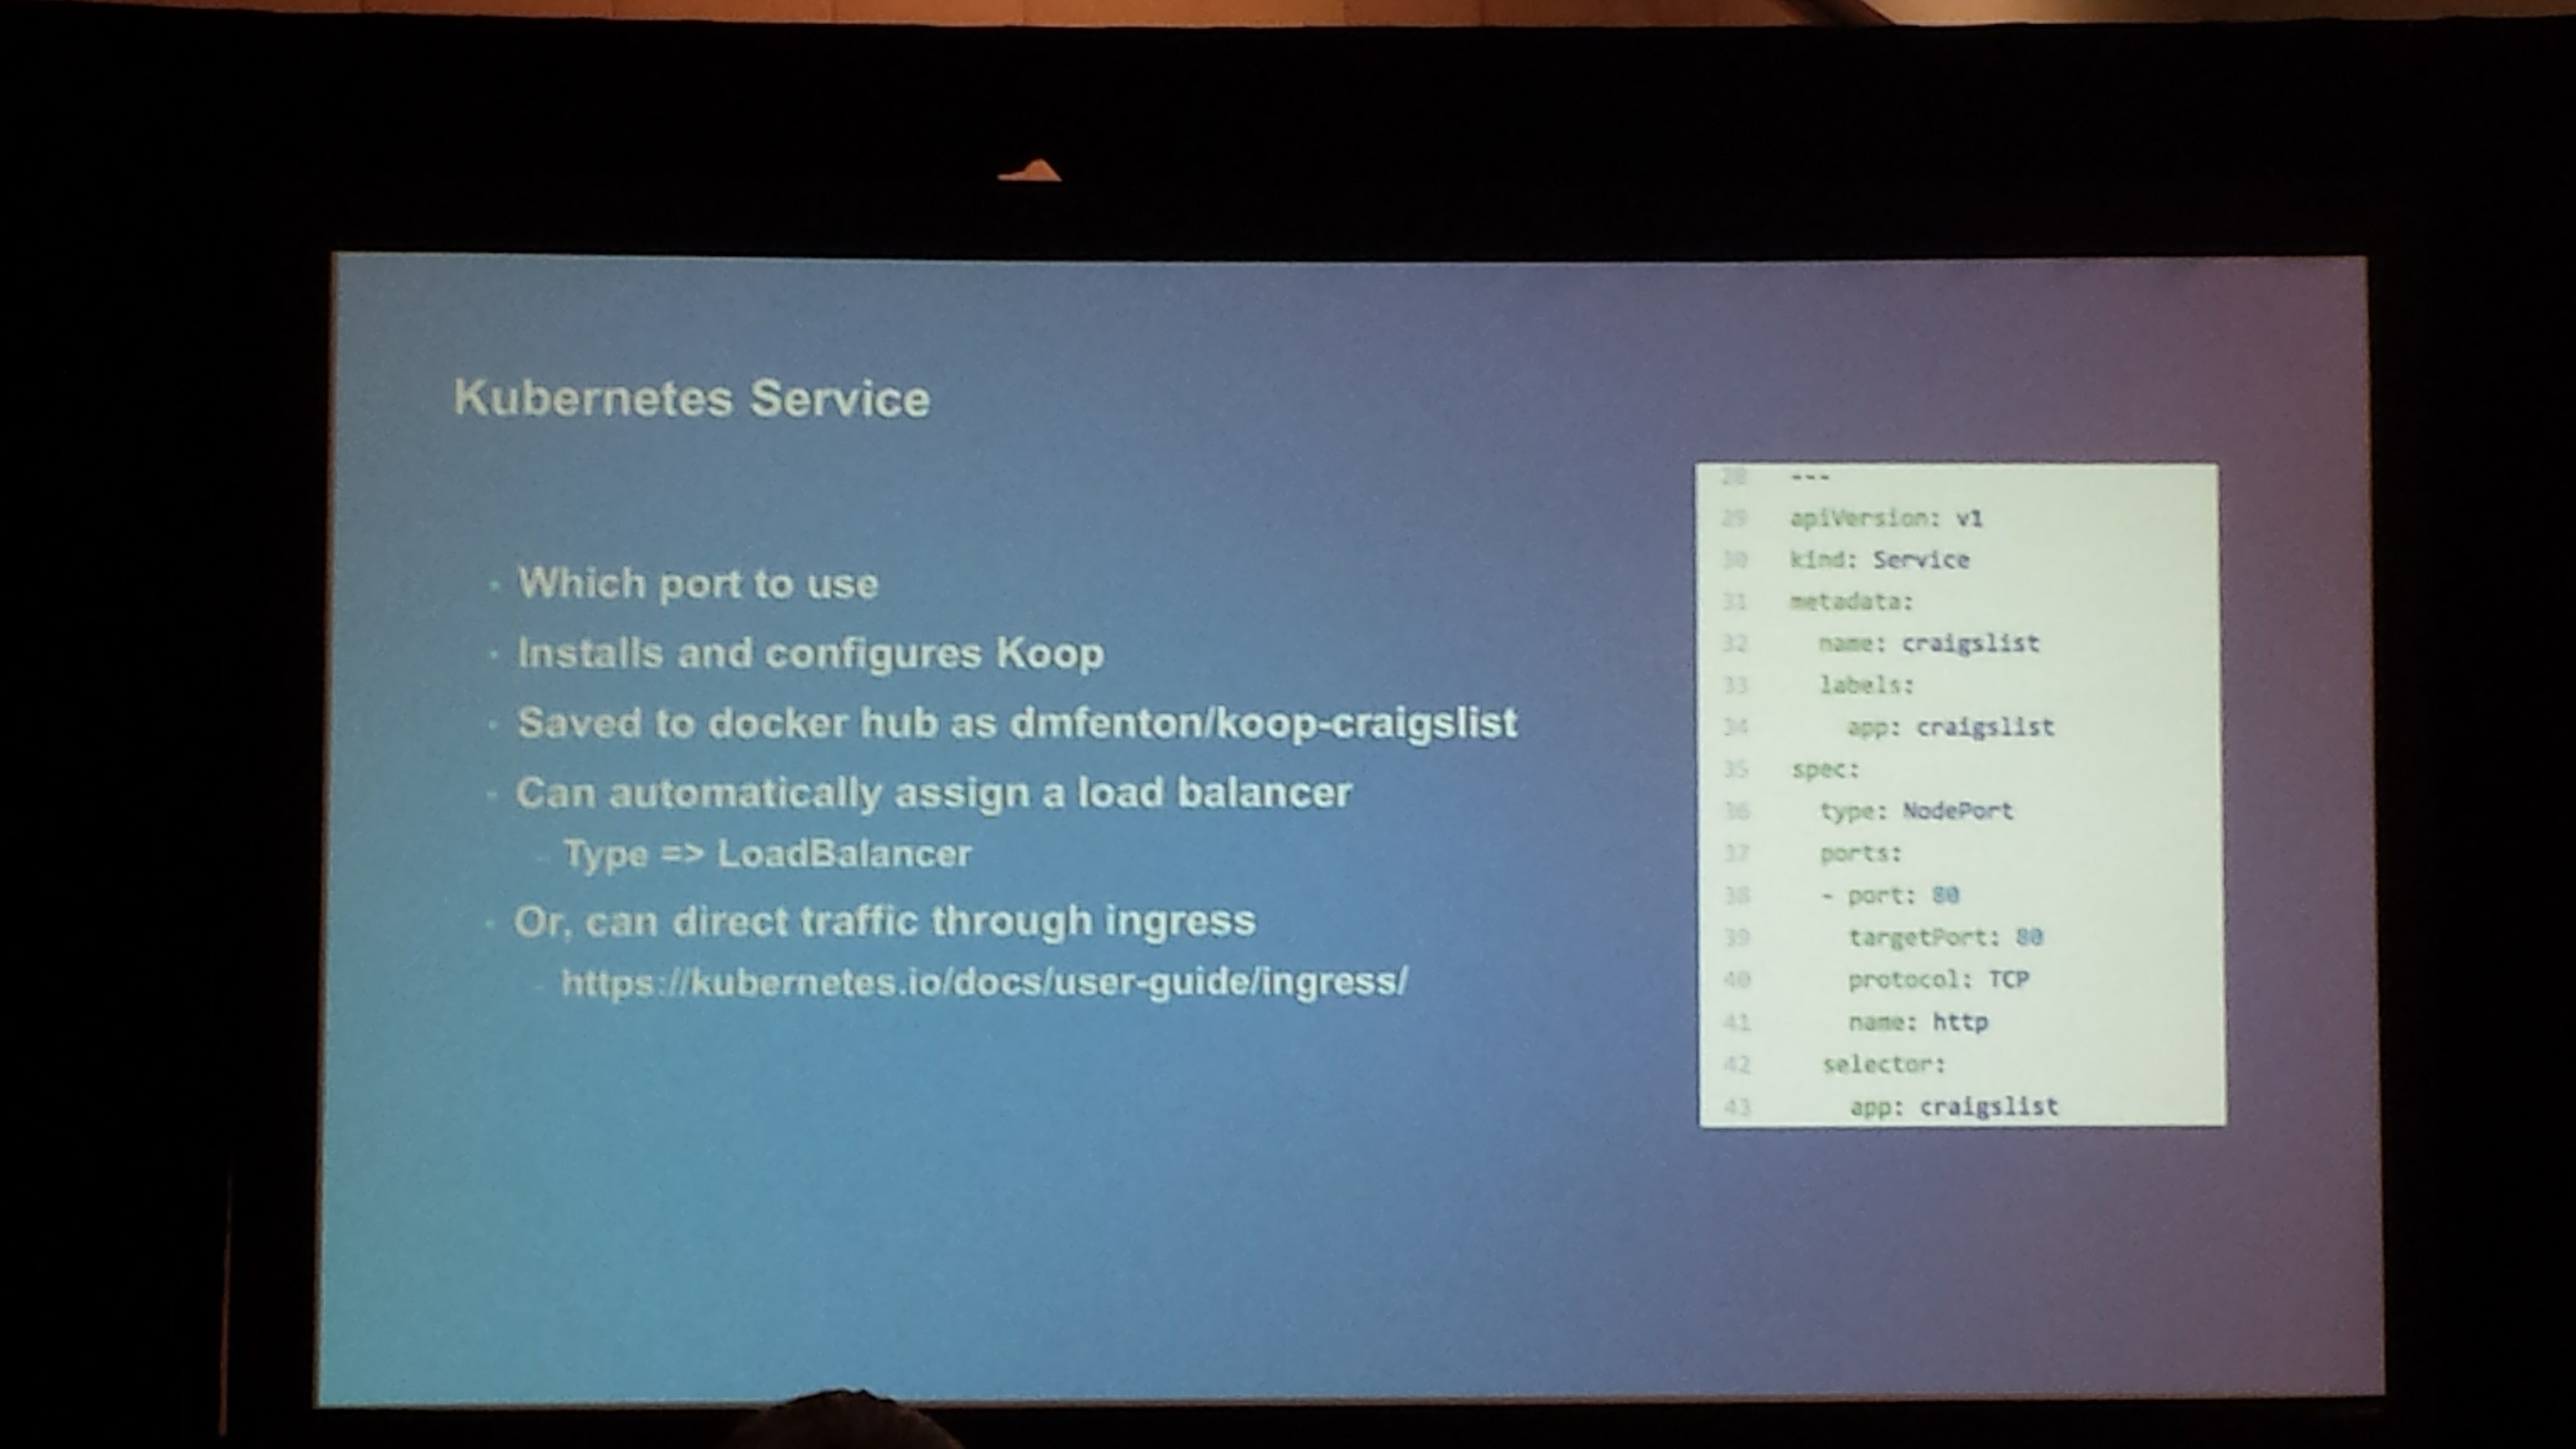 Kubernetes Service
· Which port to use
· Installs and configures Koop
· Saved to docker hub as dmfenton/koop-craigslist
· Can automatically assign a load balancer
- Type => LoadBalancer
· Or, can direct traffic through ingress
- https://kubernetes.io/docs/user-guide/ingress/
28 ---
29 apiVersion: v1
30 kind: Service
31 metadata:
32 name: craigslist
33 labels:
34 app: craigslist
35 spec:
36 type: NodePort
37 ports:
38 - port: 80
39 targetPort: 80
40 protocol: TCP
41 name: http
42 selector:
43 app: craigslist